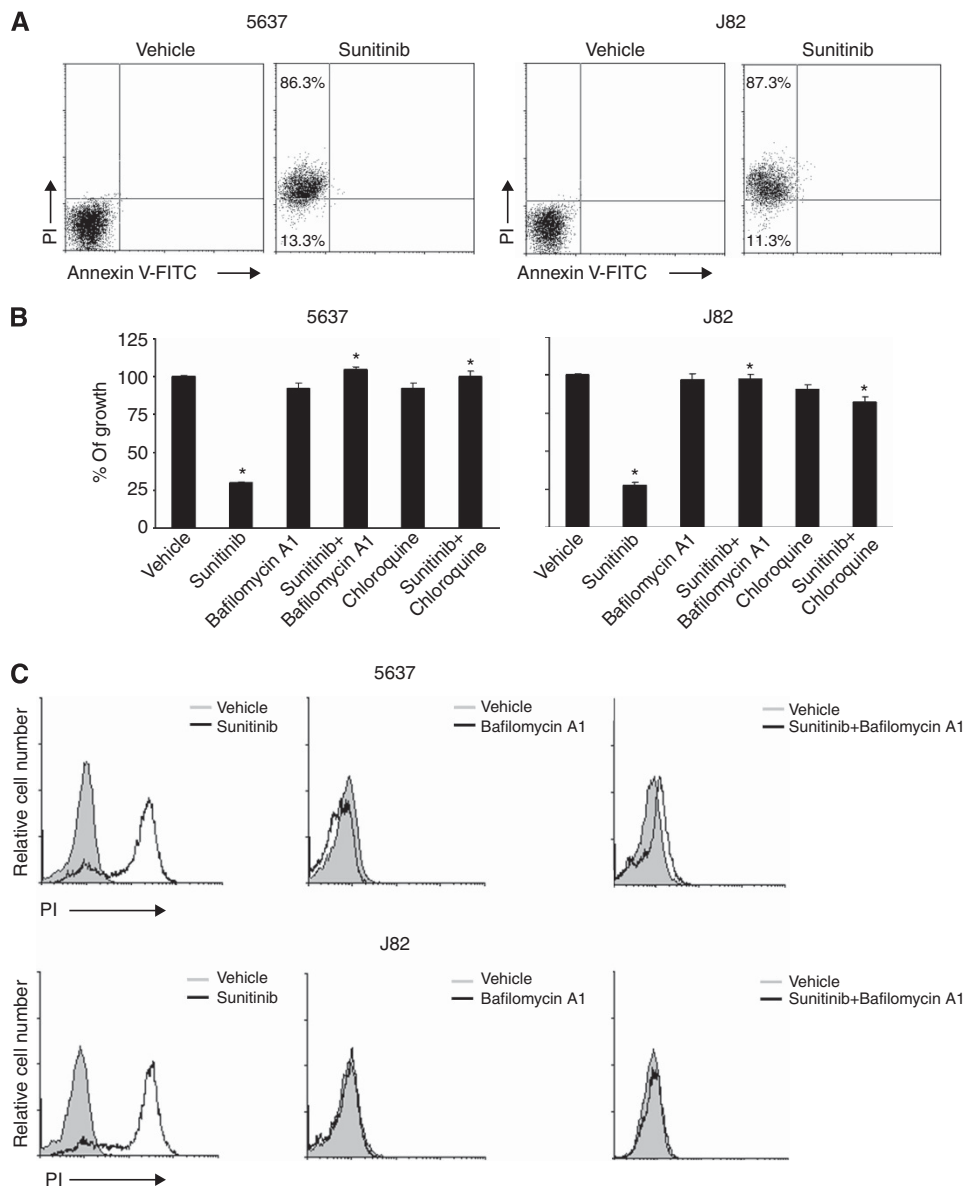 A
5637
J82
Vehicle
Sunitinib
Vehicle
Sunitinib
86.3%
87.3%
PI
13.3%
PI
11.3%
Annexin V-FITC
Annexin V-FITC
B
5637
J82
% Of growth
125
100
75
50
25
0
*
*
*
*
*
*
Vehicle
Sunitinib
Bafilomycin A1
Sunitinib+
Bafilomycin A1
Chloroquine
Sunitinib+
Chloroquine
Vehicle
Sunitinib
Bafilomycin A1
Sunitinib+
Bafilomycin A1
Chloroquine
Sunitinib+
Chloroquine
C
5637
Relative cell number
Vehicle
Sunitinib
Vehicle
Bafilomycin A1
Vehicle
Sunitinib+Bafilomycin A1
PI
J82
Relative cell number
Vehicle
Sunitinib
Vehicle
Bafilomycin A1
Vehicle
Sunitinib+Bafilomycin A1
PI